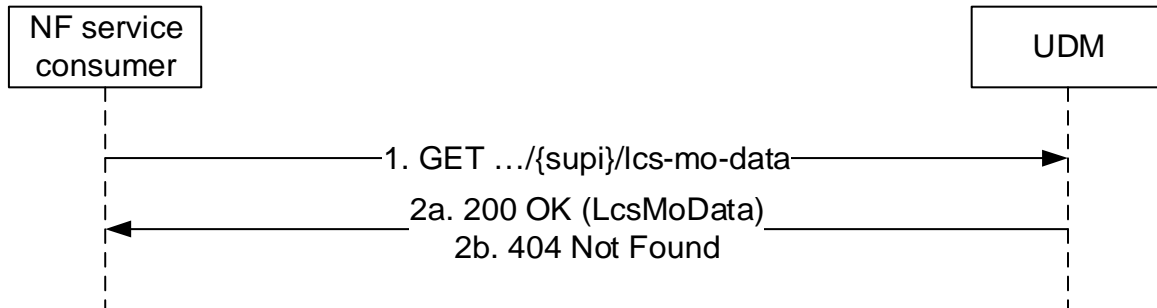 NF service
consumer
UDM
1. GET …/{supi}/lcs-mo-data
2a. 200 OK (LcsMoData)
2b. 404 Not Found